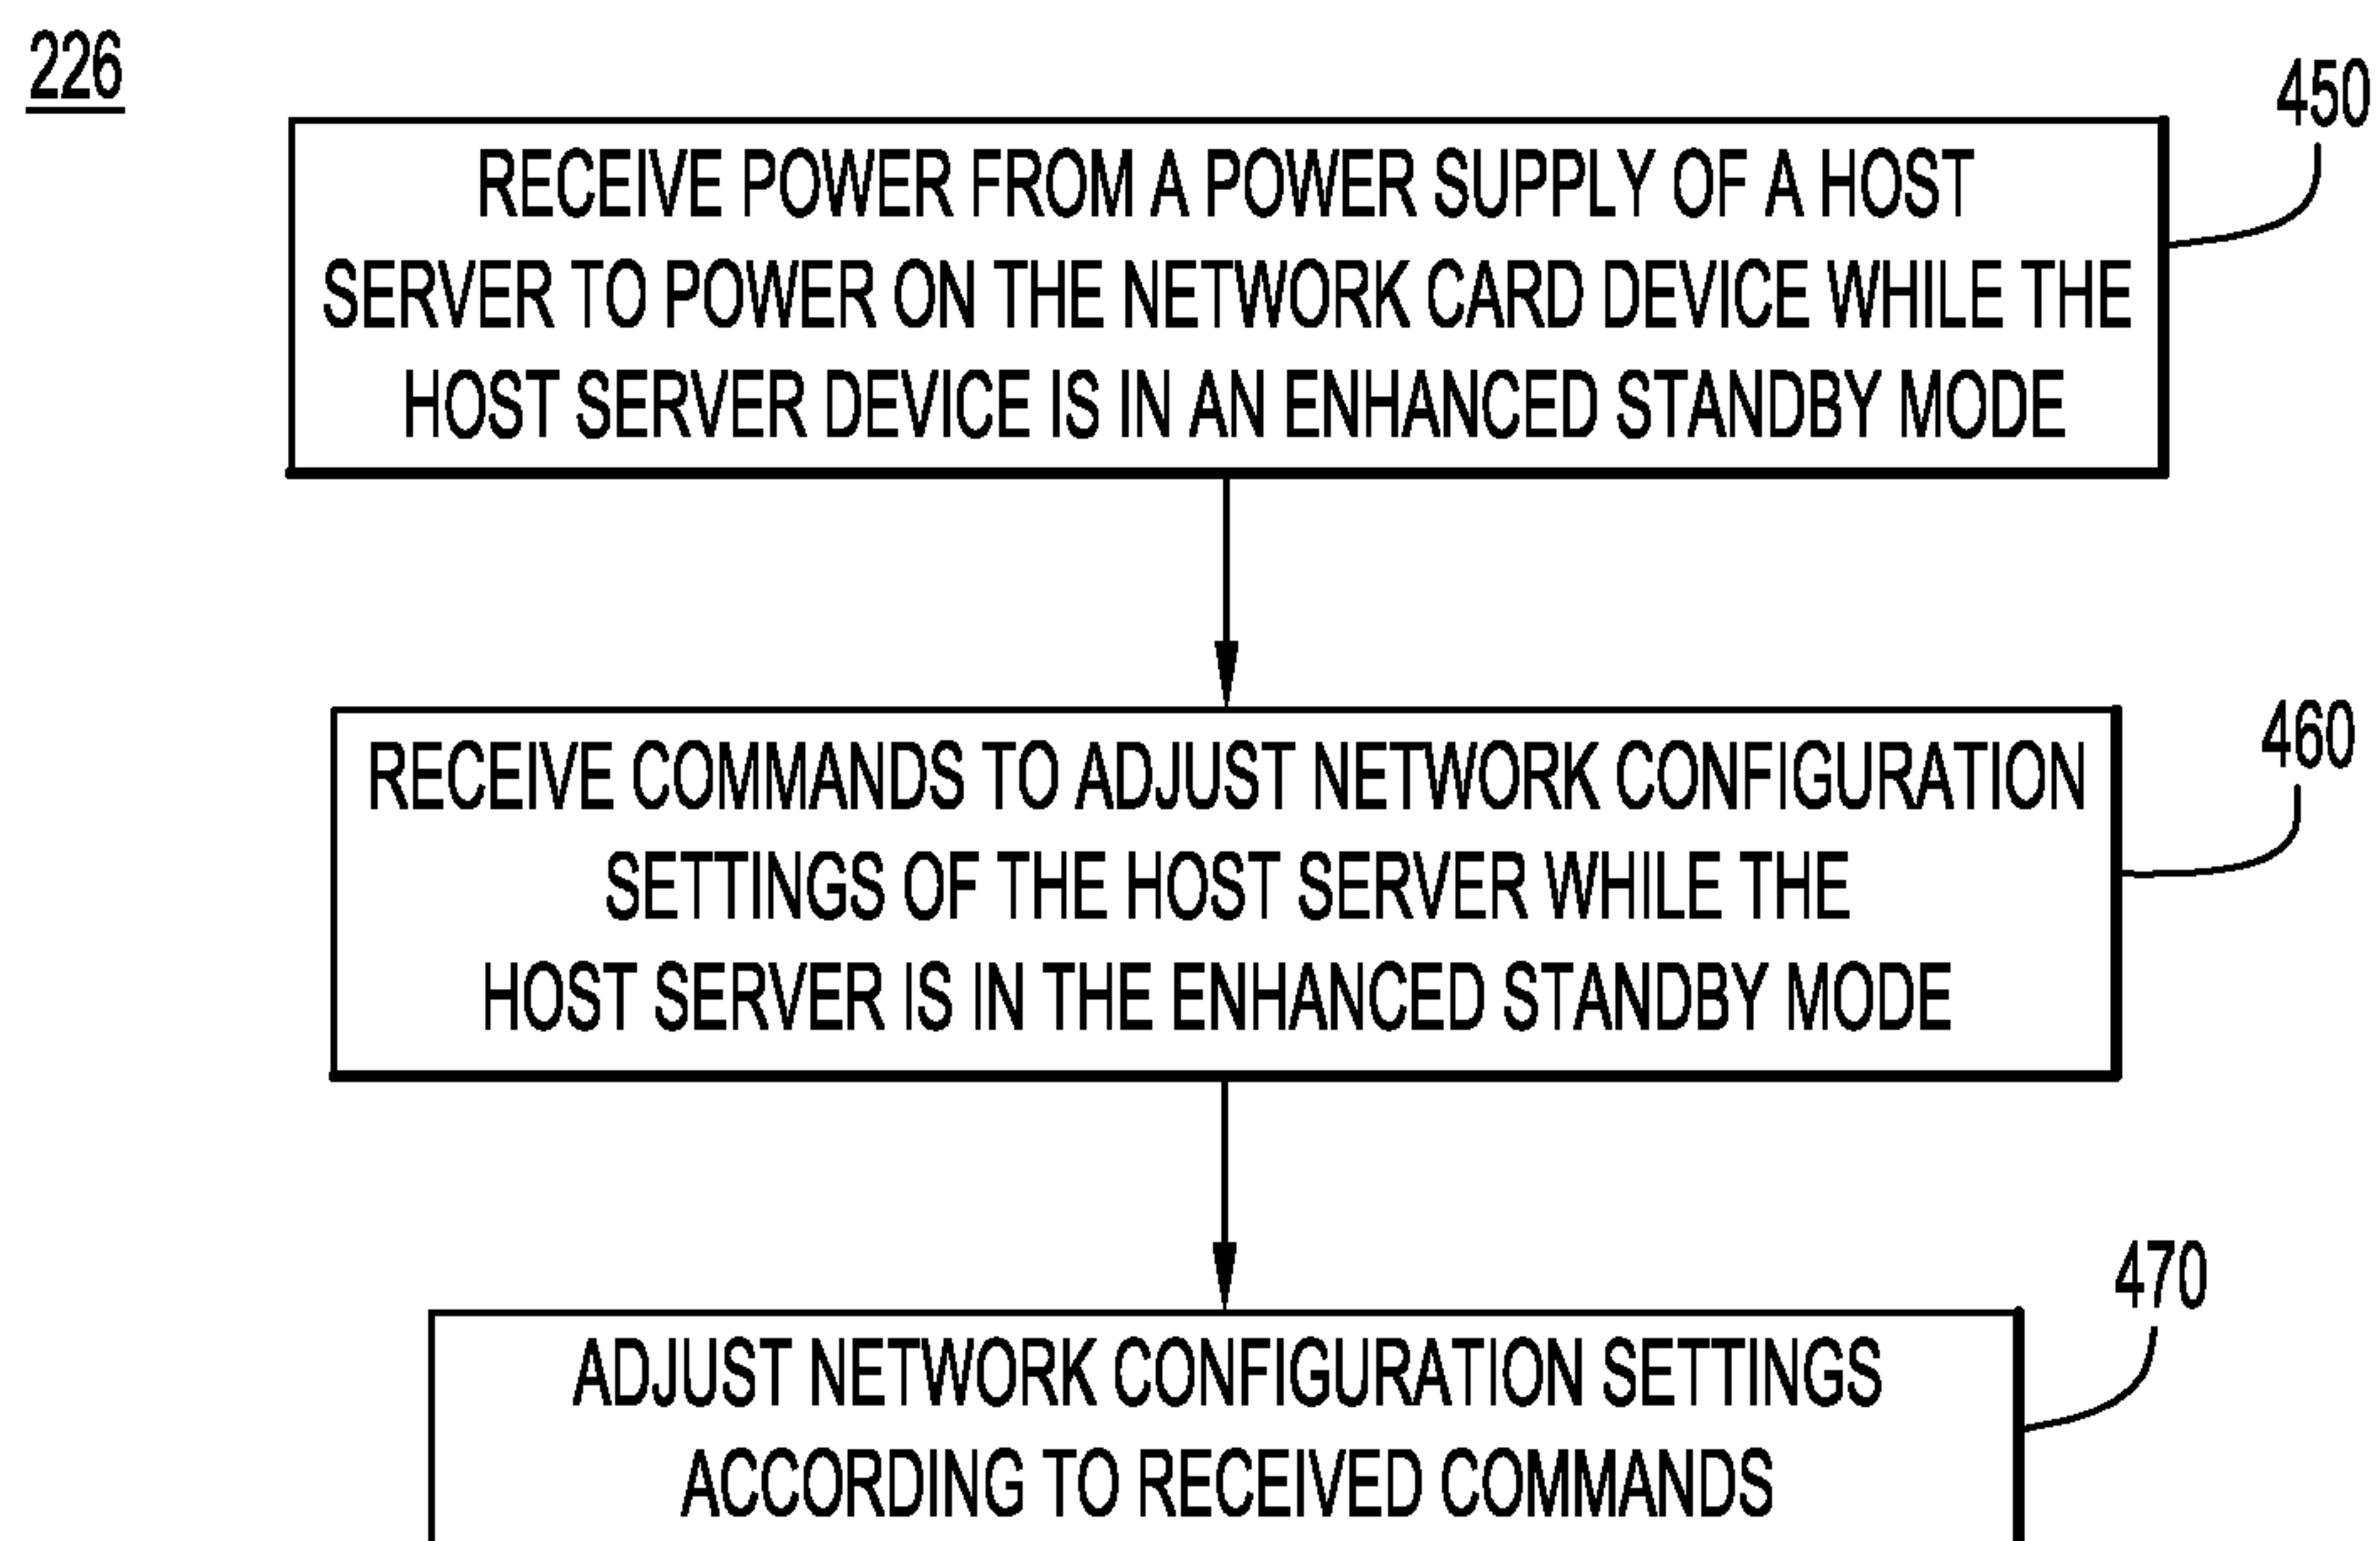 226
450
RECEIVE POWER FROM A POWER SUPPLY OF A HOST
SERVER TO POWER ON THE NETWORK CARD DEVICE WHILE THE
HOST SERVER DEVICE IS IN AN ENHANCED STANDBY MODE
460
RECEIVE COMMANDS TO ADJUST NETWORK CONFIGURATION
SETTINGS OF THE HOST SERVER WHILE THE
HOST SERVER IS IN THE ENHANCED STANDBY MODE
470
ADJUST NETWORK CONFIGURATION SETTINGS
ACCORDING TO RECEIVED COMMANDS